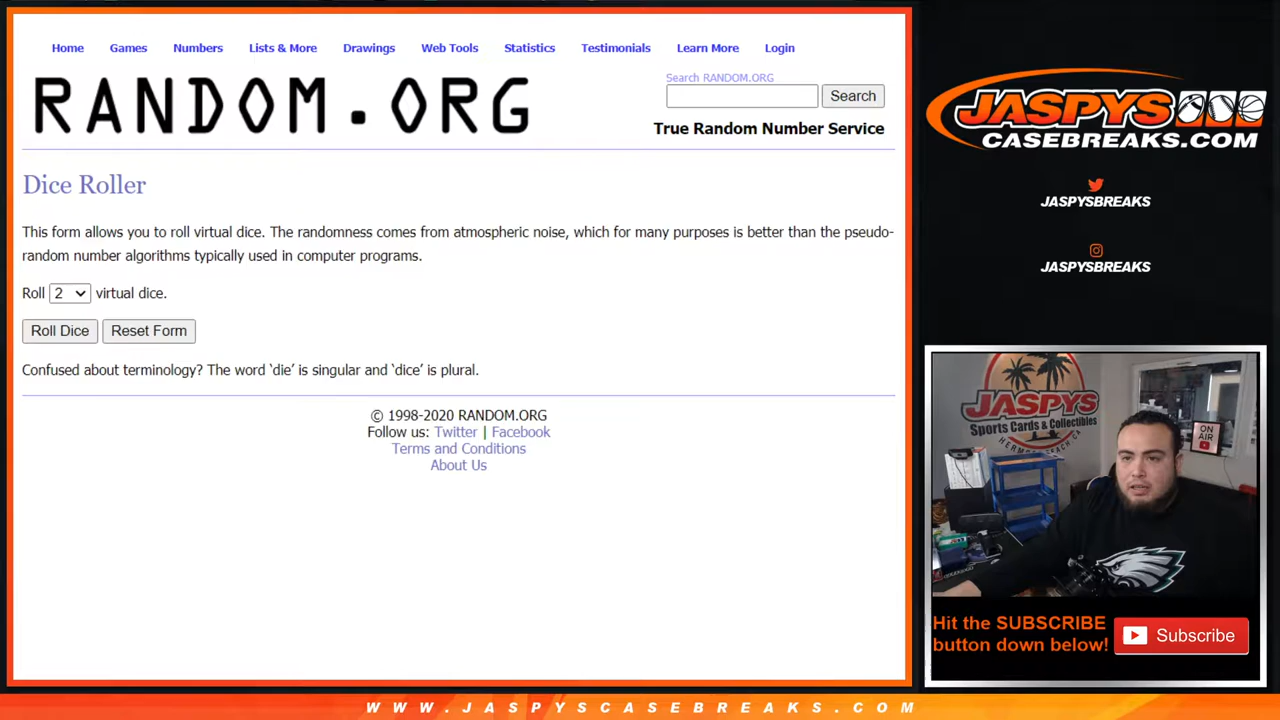 Home Games Numbers Lists & More Drawings Web Tools Statistics Testimonials Learn More Login
RANDOM.ORG
Search RANDOM.ORG
Search
True Random Number Service
Dice Roller
This form allows you to roll virtual dice. The randomness comes from atmospheric noise, which for many purposes is better than the pseudo-
random number algorithms typically used in computer programs.
Roll 2 virtual dice.
Roll Dice Reset Form
Confused about terminology? The word ‘die’ is singular and ‘dice’ is plural.
© 1998-2020 RANDOM.ORG
Follow us: Twitter | Facebook
Terms and Conditions
About Us
JASPYS
CASEBREAKS.COM
JASPYSBREAKS
JASPYSBREAKS
JASPYS
Sports Cards & Collectibles
HERMOSA BEACH CA
ON
AIR
Hit the SUBSCRIBE
button down below!
Subscribe
WWW.JASPYSCASEBREAKS.COM